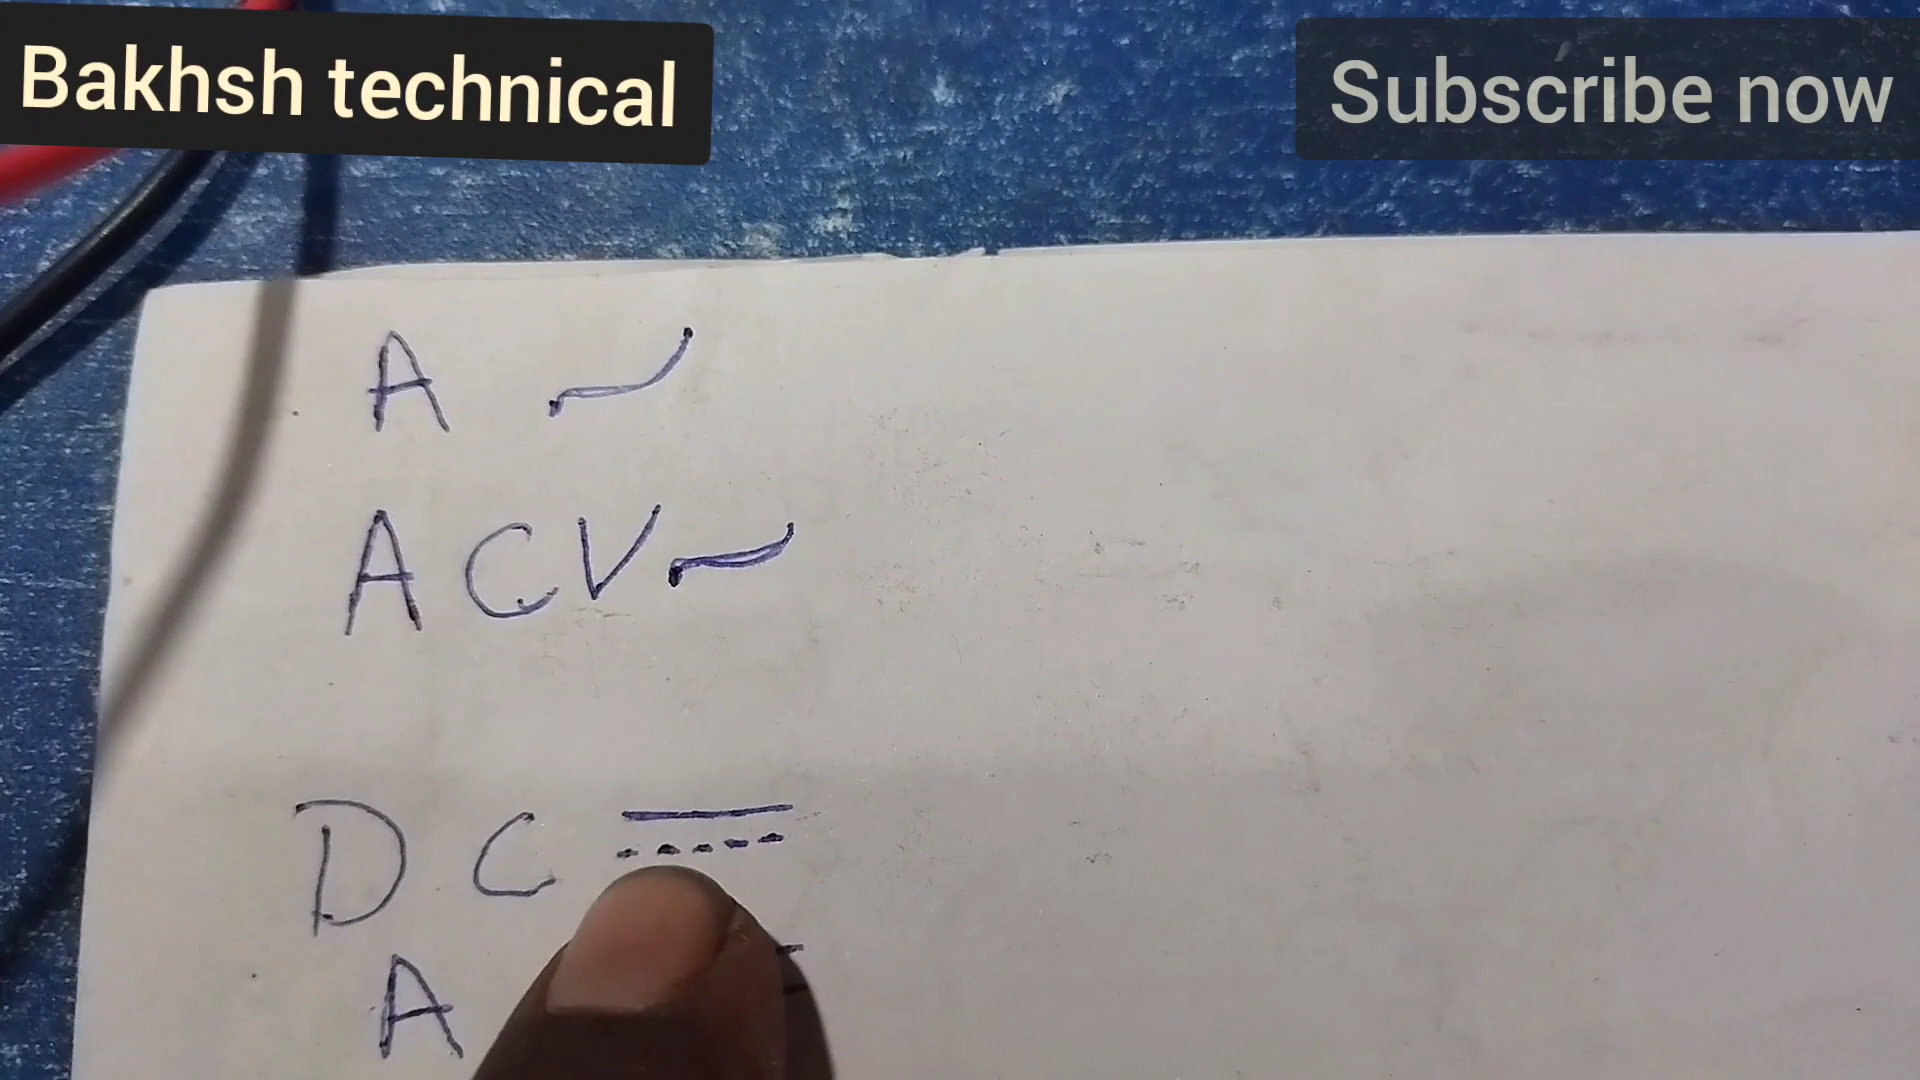 Bakhsh technical
Subscribe now
A ~
ACV ~
DC ⎓
A